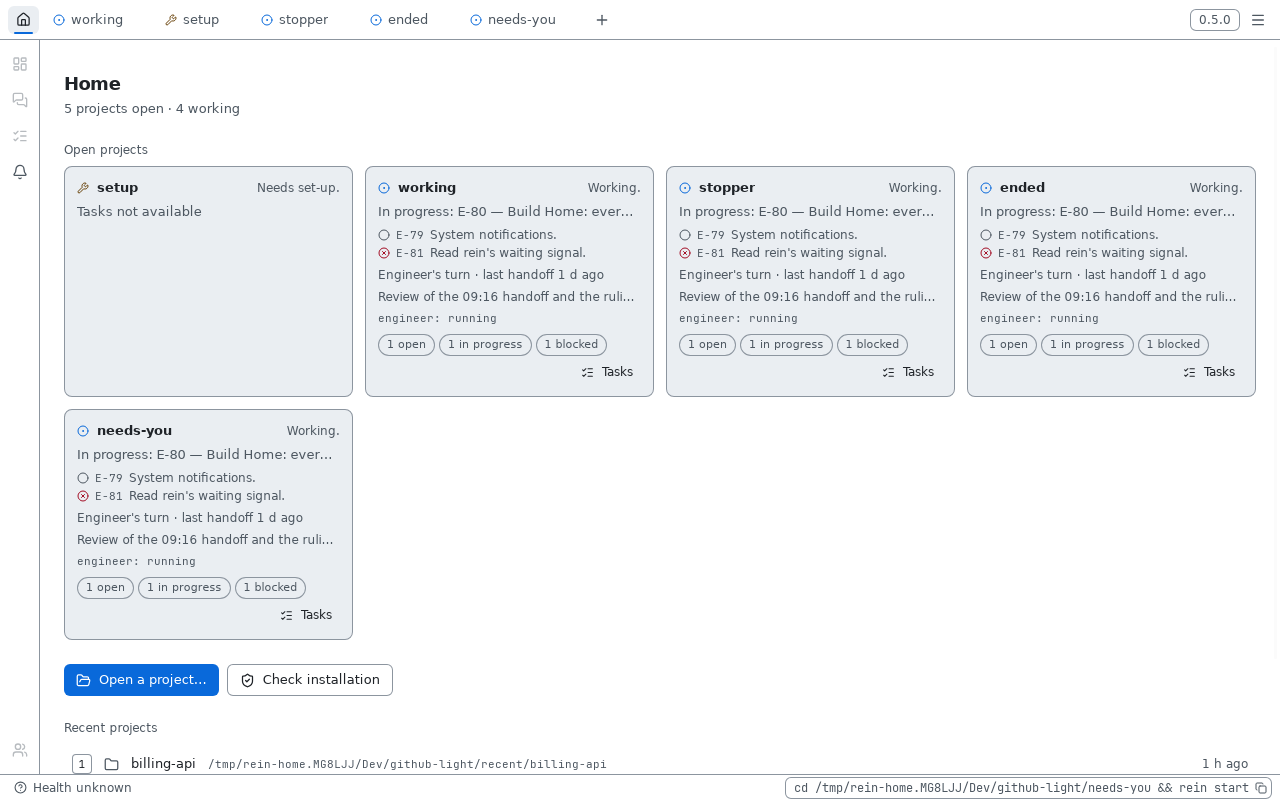 working setup stopper ended needs-you 0.5.0
Home
5 projects open · 4 working
Open projects
setup Needs set-up.
Tasks not available
working Working.
In progress: E-80 — Build Home: ever…
E-79 System notifications.
E-81 Read rein's waiting signal.
Engineer's turn · last handoff 1 d ago
Review of the 09:16 handoff and the ruli…
engineer: running
1 open 1 in progress 1 blocked
Tasks
stopper Working.
In progress: E-80 — Build Home: ever…
E-79 System notifications.
E-81 Read rein's waiting signal.
Engineer's turn · last handoff 1 d ago
Review of the 09:16 handoff and the ruli…
engineer: running
1 open 1 in progress 1 blocked
Tasks
ended Working.
In progress: E-80 — Build Home: ever…
E-79 System notifications.
E-81 Read rein's waiting signal.
Engineer's turn · last handoff 1 d ago
Review of the 09:16 handoff and the ruli…
engineer: running
1 open 1 in progress 1 blocked
Tasks
needs-you Working.
In progress: E-80 — Build Home: ever…
E-79 System notifications.
E-81 Read rein's waiting signal.
Engineer's turn · last handoff 1 d ago
Review of the 09:16 handoff and the ruli…
engineer: running
1 open 1 in progress 1 blocked
Tasks
Open a project… Check installation
Recent projects
1 billing-api /tmp/rein-home.MG8LJJ/Dev/github-light/recent/billing-api 1 h ago
Health unknown cd /tmp/rein-home.MG8LJJ/Dev/github-light/needs-you && rein start